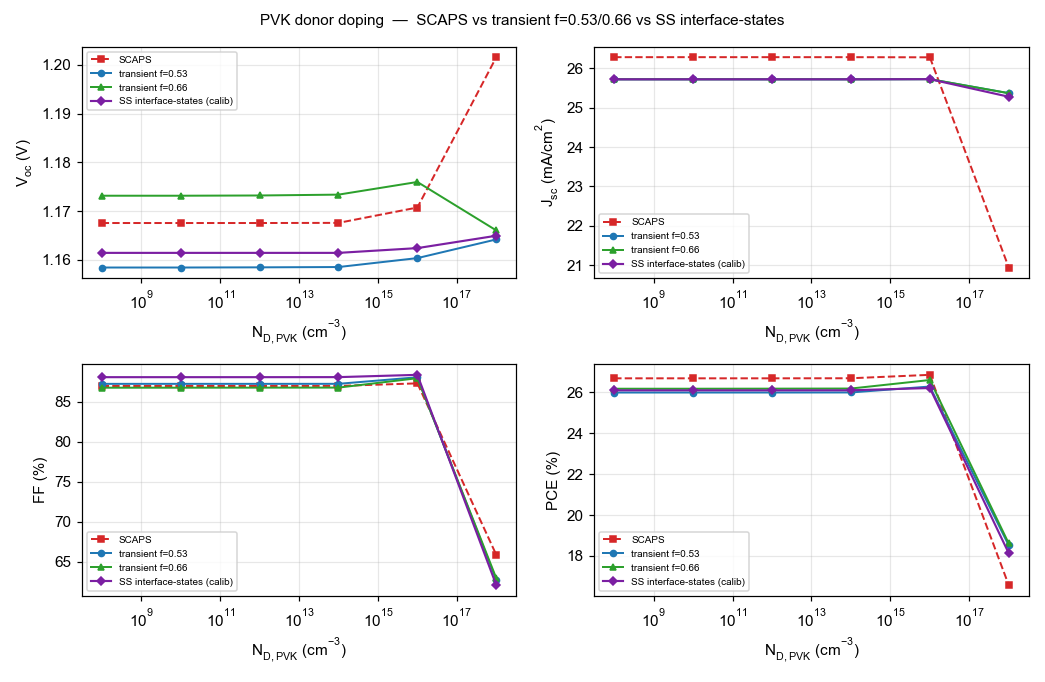 PVK donor doping — SCAPS vs transient f=0.53/0.66 vs SS interface-states
1.20
1.19
1.18
1.17
1.16
V_oc (V)
SCAPS
transient f=0.53
transient f=0.66
SS interface-states (calib)
10^9 10^11 10^13 10^15 10^17
N_D,PVK (cm^−3)
26
25
24
23
22
21
J_sc (mA/cm^2)
SCAPS
transient f=0.53
transient f=0.66
SS interface-states (calib)
10^9 10^11 10^13 10^15 10^17
N_D,PVK (cm^−3)
85
80
75
70
65
FF (%)
SCAPS
transient f=0.53
transient f=0.66
SS interface-states (calib)
10^9 10^11 10^13 10^15 10^17
N_D,PVK (cm^−3)
26
24
22
20
18
PCE (%)
SCAPS
transient f=0.53
transient f=0.66
SS interface-states (calib)
10^9 10^11 10^13 10^15 10^17
N_D,PVK (cm^−3)